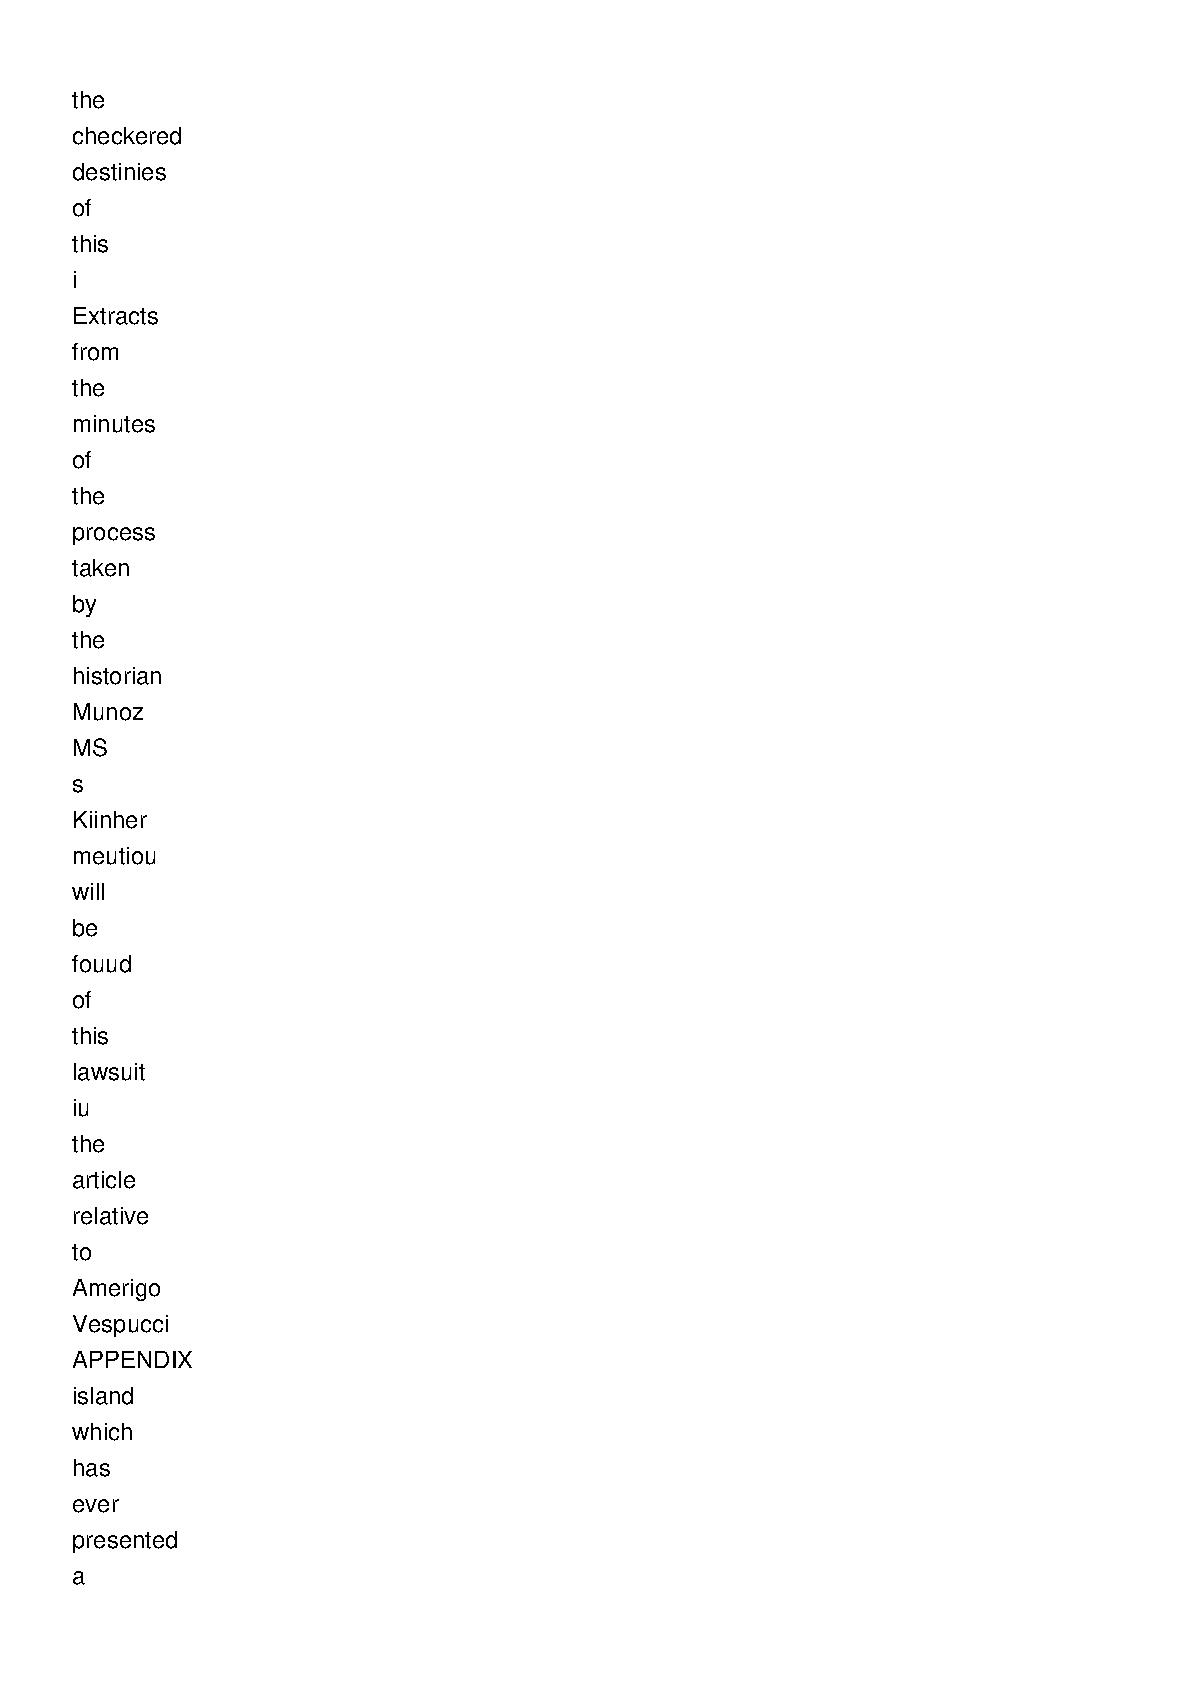 the
checkered
destinies
of
this
i
Extracts
from
the
minutes
of
the
process
taken
by
the
historian
Munoz
MS
s
Kiinher
meutiou
will
be
fouud
of
this
lawsuit
iu
the
article
relative
to
Amerigo
Vespucci
APPENDIX
island
which
has
ever
presented
a